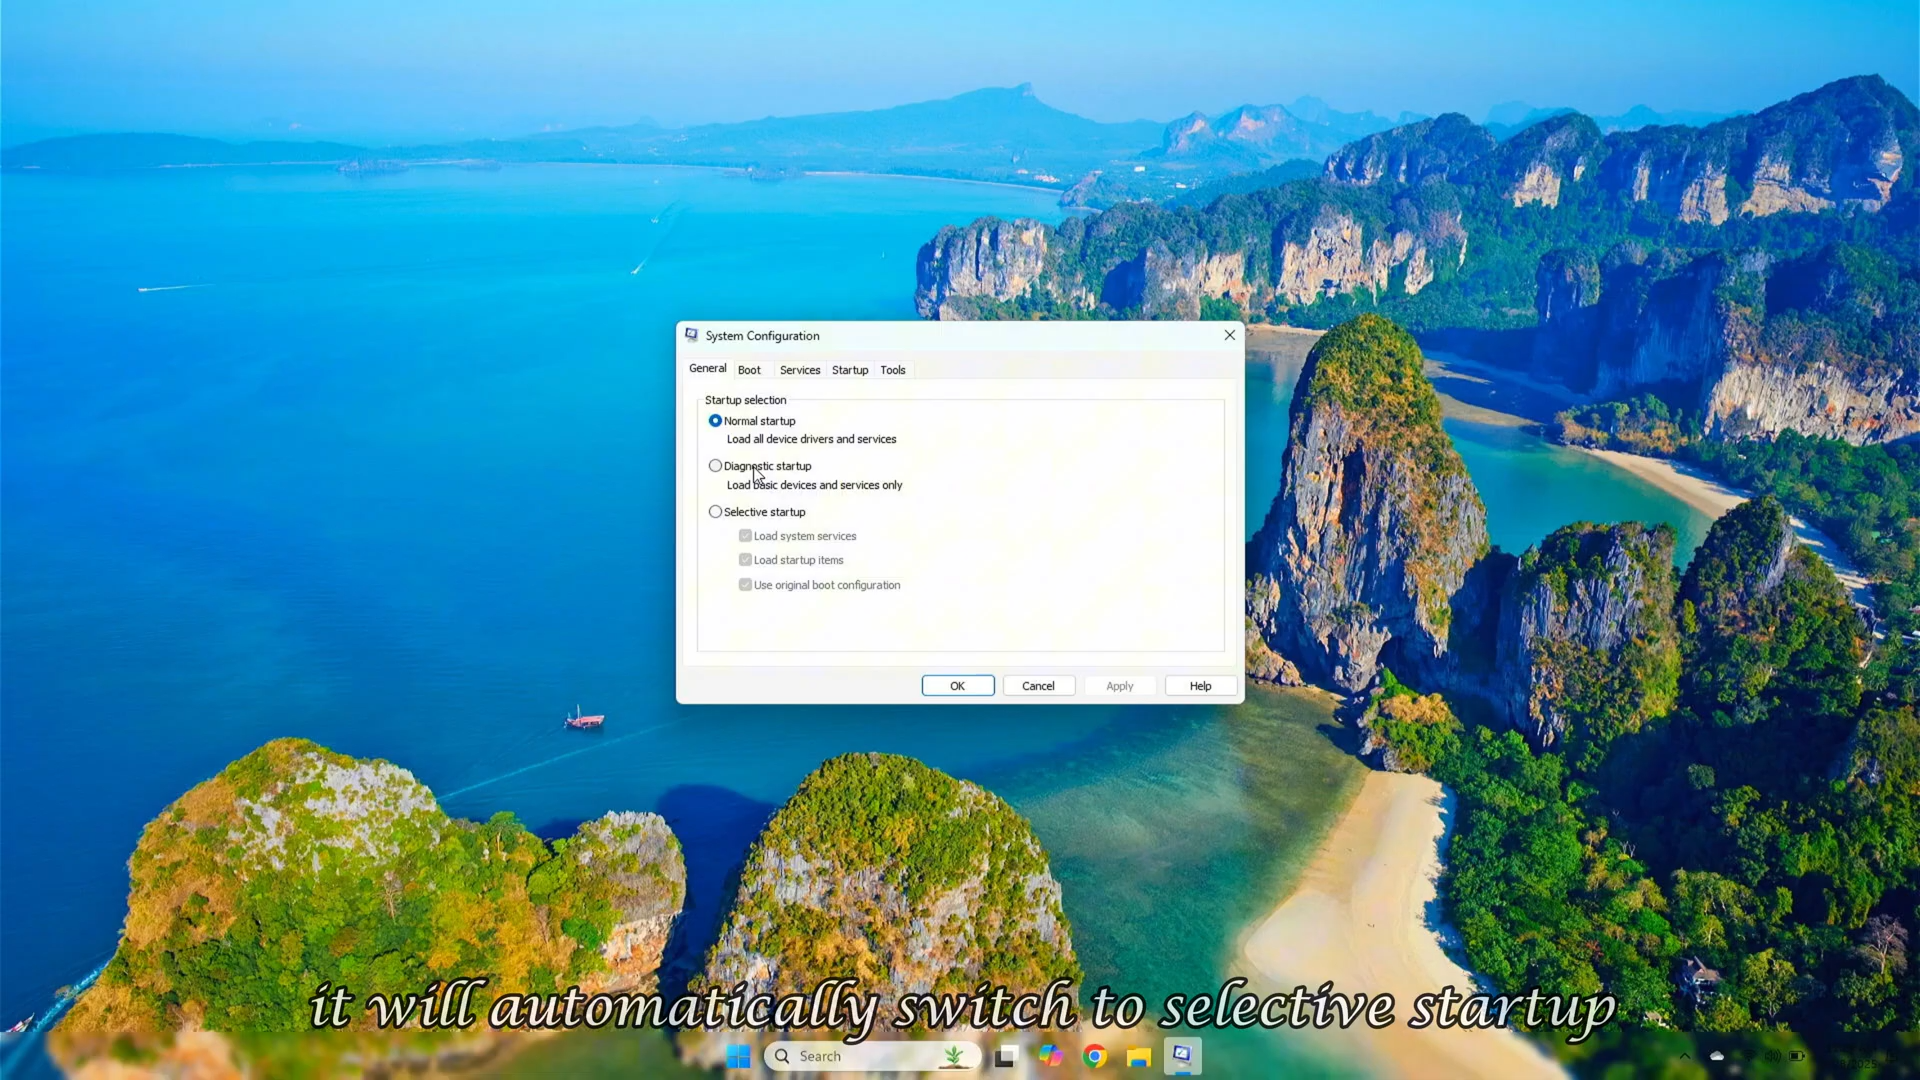 System Configuration
General Boot Services Startup Tools
Startup selection
Normal startup
Load all device drivers and services
Diagnostic startup
Load basic devices and services only
Selective startup
Load system services
Load startup items
Use original boot configuration
OK Cancel Apply Help
it will automatically switch to selective startup
Search